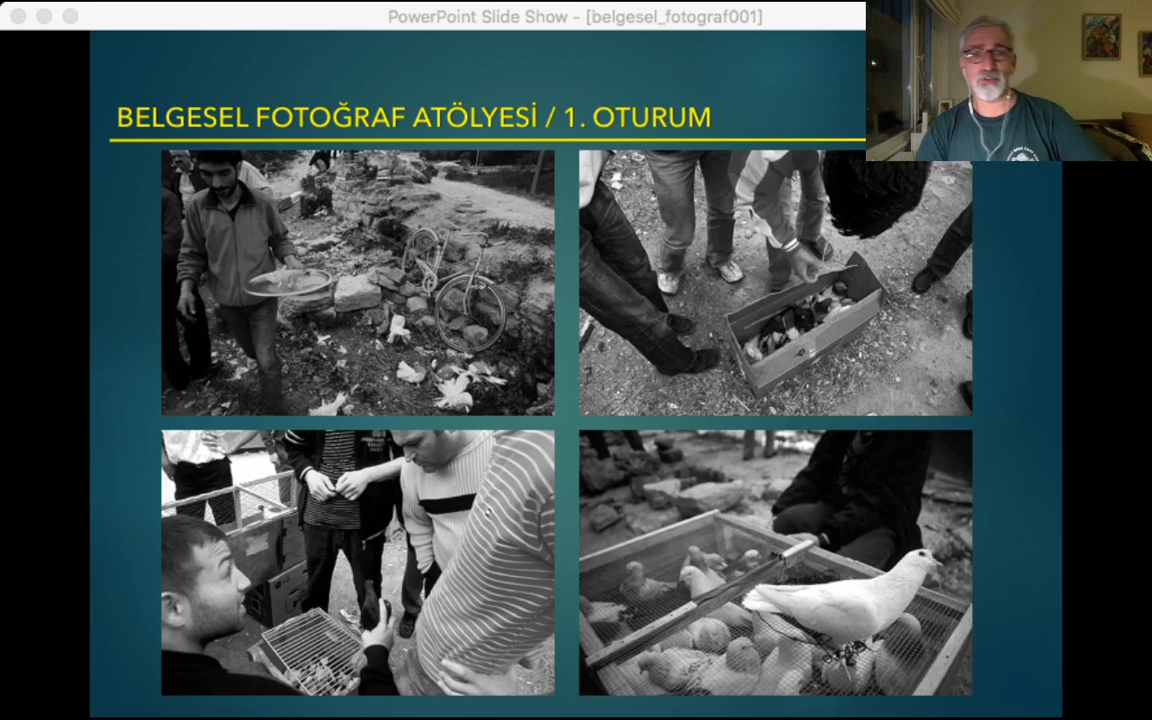 PowerPoint Slide Show - [belgesel_fotograf001]
BELGESEL FOTOĞRAF ATÖLYESİ / 1. OTURUM